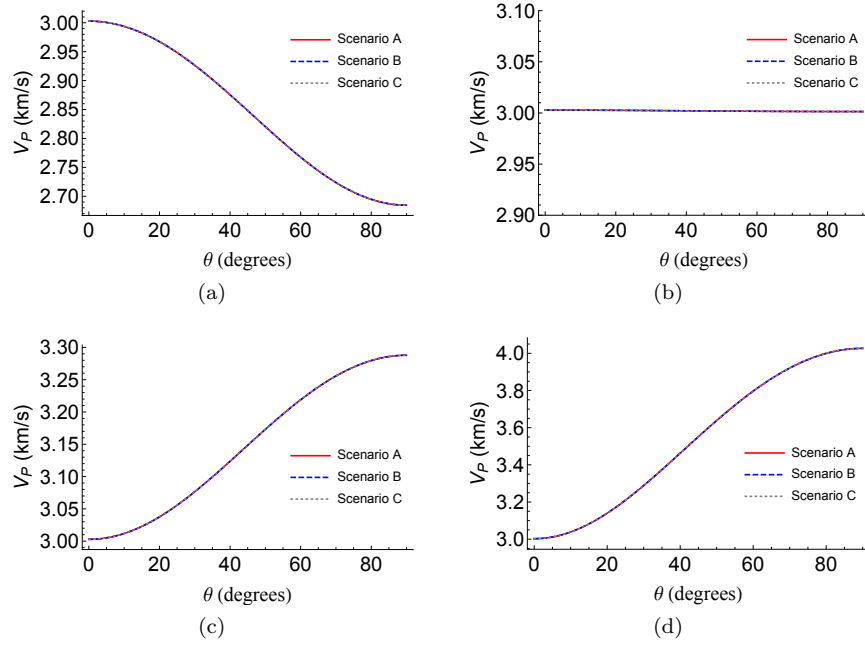 3.00
2.95
2.90
2.85
2.80
2.75
2.70
V_P (km/s)
Scenario A
Scenario B
Scenario C
0 20 40 60 80
θ (degrees)
(a)
3.10
3.05
3.00
2.95
2.90
V_P (km/s)
Scenario A
Scenario B
Scenario C
0 20 40 60 80
θ (degrees)
(b)
3.30
3.25
3.20
3.15
3.10
3.05
3.00
V_P (km/s)
Scenario A
Scenario B
Scenario C
0 20 40 60 80
θ (degrees)
(c)
4.0
3.8
3.6
3.4
3.2
3.0
V_P (km/s)
Scenario A
Scenario B
Scenario C
0 20 40 60 80
θ (degrees)
(d)